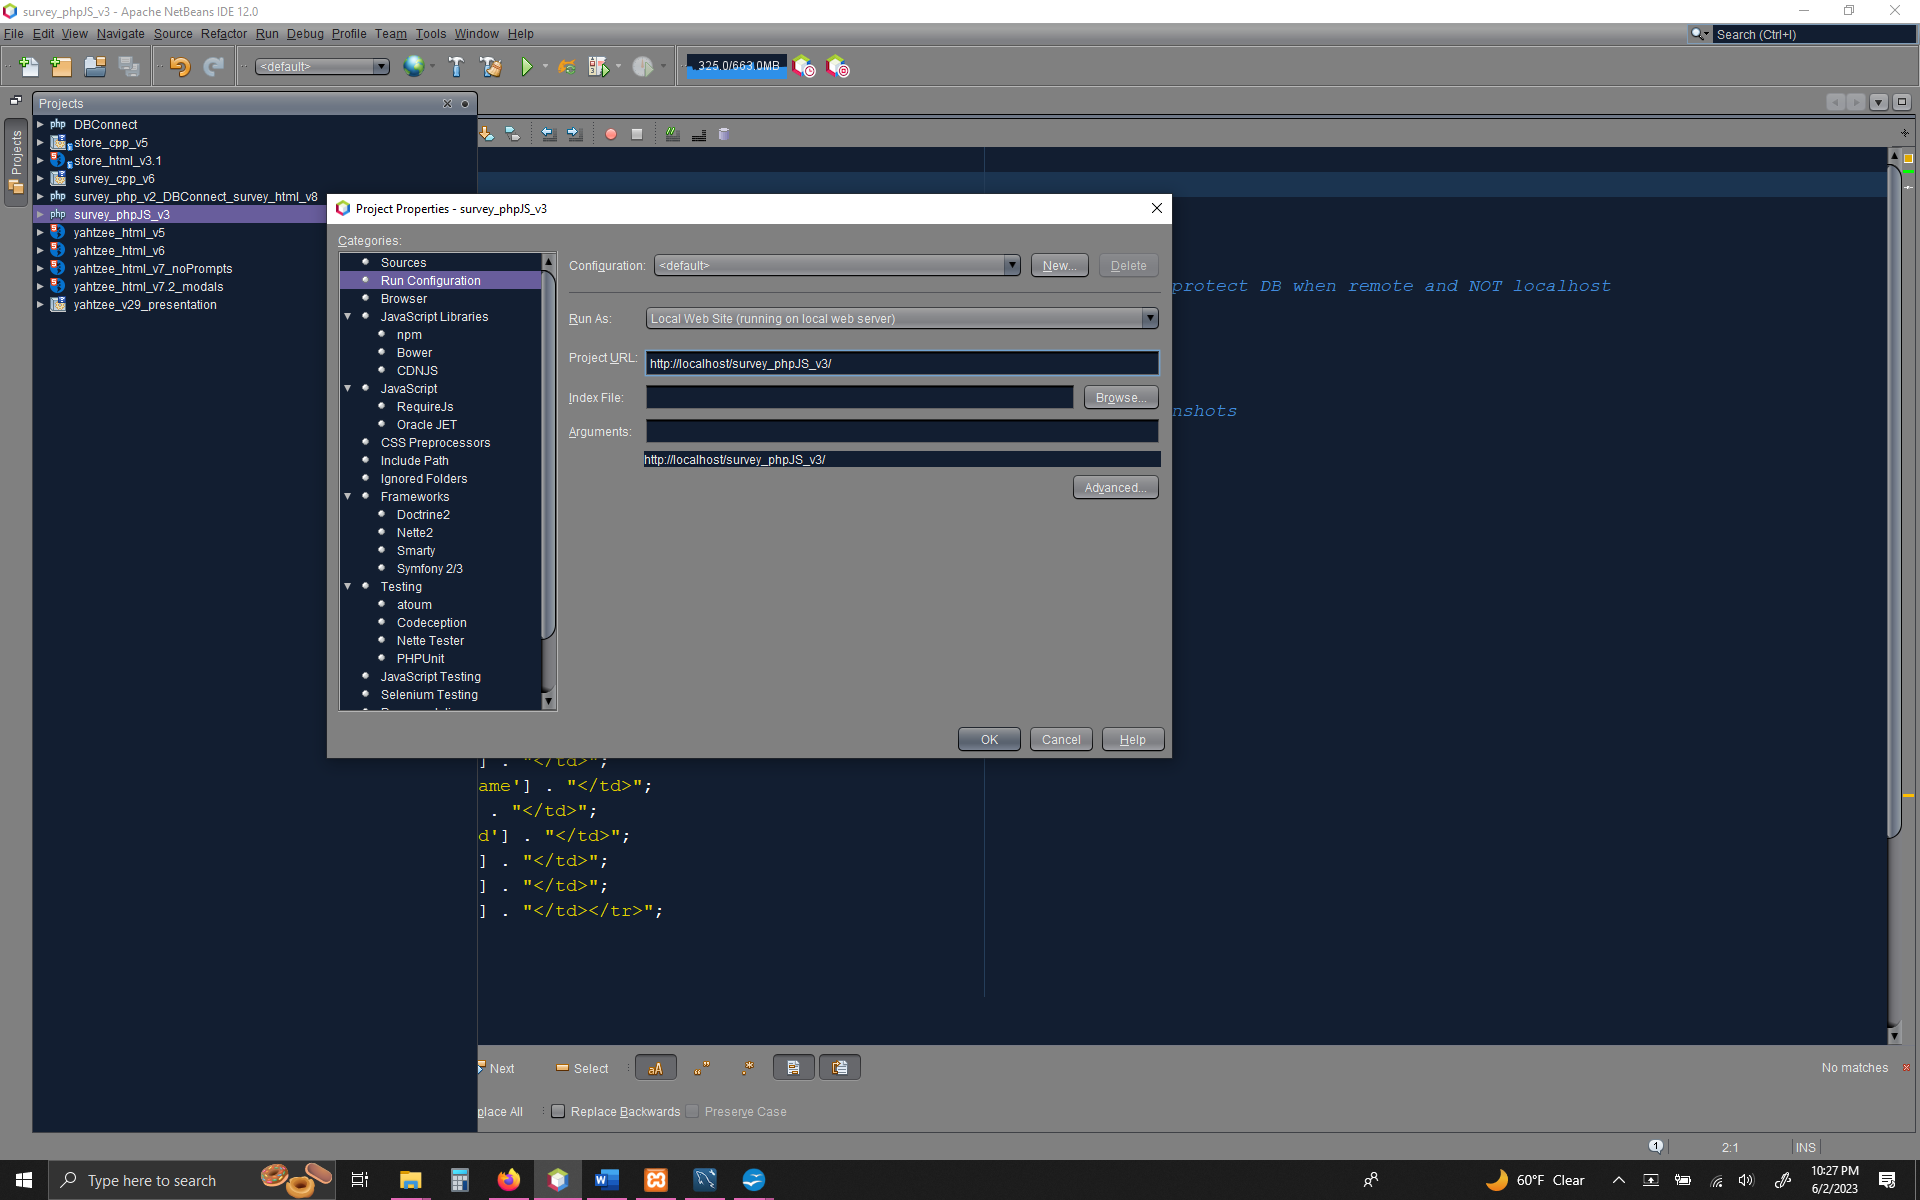 survey_phpJS_v3 - Apache NetBeans IDE 12.0
File Edit View Navigate Source Refactor Run Debug Profile Team Tools Window Help
Search (Ctrl+I)
<default>
325.0/663.0MB
Projects
Projects
DBConnect
store_cpp_v5
store_html_v3.1
survey_cpp_v6
survey_php_v2_DBConnect_survey_html_v8
survey_phpJS_v3
yahtzee_html_v5
yahtzee_html_v6
yahtzee_html_v7_noPrompts
yahtzee_html_v7.2_modals
yahtzee_v29_presentation
Project Properties - survey_phpJS_v3
Categories:
Sources
Run Configuration
Browser
JavaScript Libraries
npm
Bower
CDNJS
JavaScript
RequireJs
Oracle JET
CSS Preprocessors
Include Path
Ignored Folders
Frameworks
Doctrine2
Nette2
Smarty
Symfony 2/3
Testing
atoum
Codeception
Nette Tester
PHPUnit
JavaScript Testing
Selenium Testing
Configuration: <default> New... Delete
Run As: Local Web Site (running on local web server)
Project URL: http://localhost/survey_phpJS_v3/
Index File: Browse...
Arguments:
http://localhost/survey_phpJS_v3/
Advanced...
OK Cancel Help
protect DB when remote and NOT localhost
nshots
] . "</td>";
ame'] . "</td>";
. "</td>";
d'] . "</td>";
] . "</td>";
] . "</td>";
] . "</td></tr>";
Next Select aA No matches
place All Replace Backwards Preserve Case
1 2:1 INS
Type here to search
60°F Clear
10:27 PM
6/2/2023